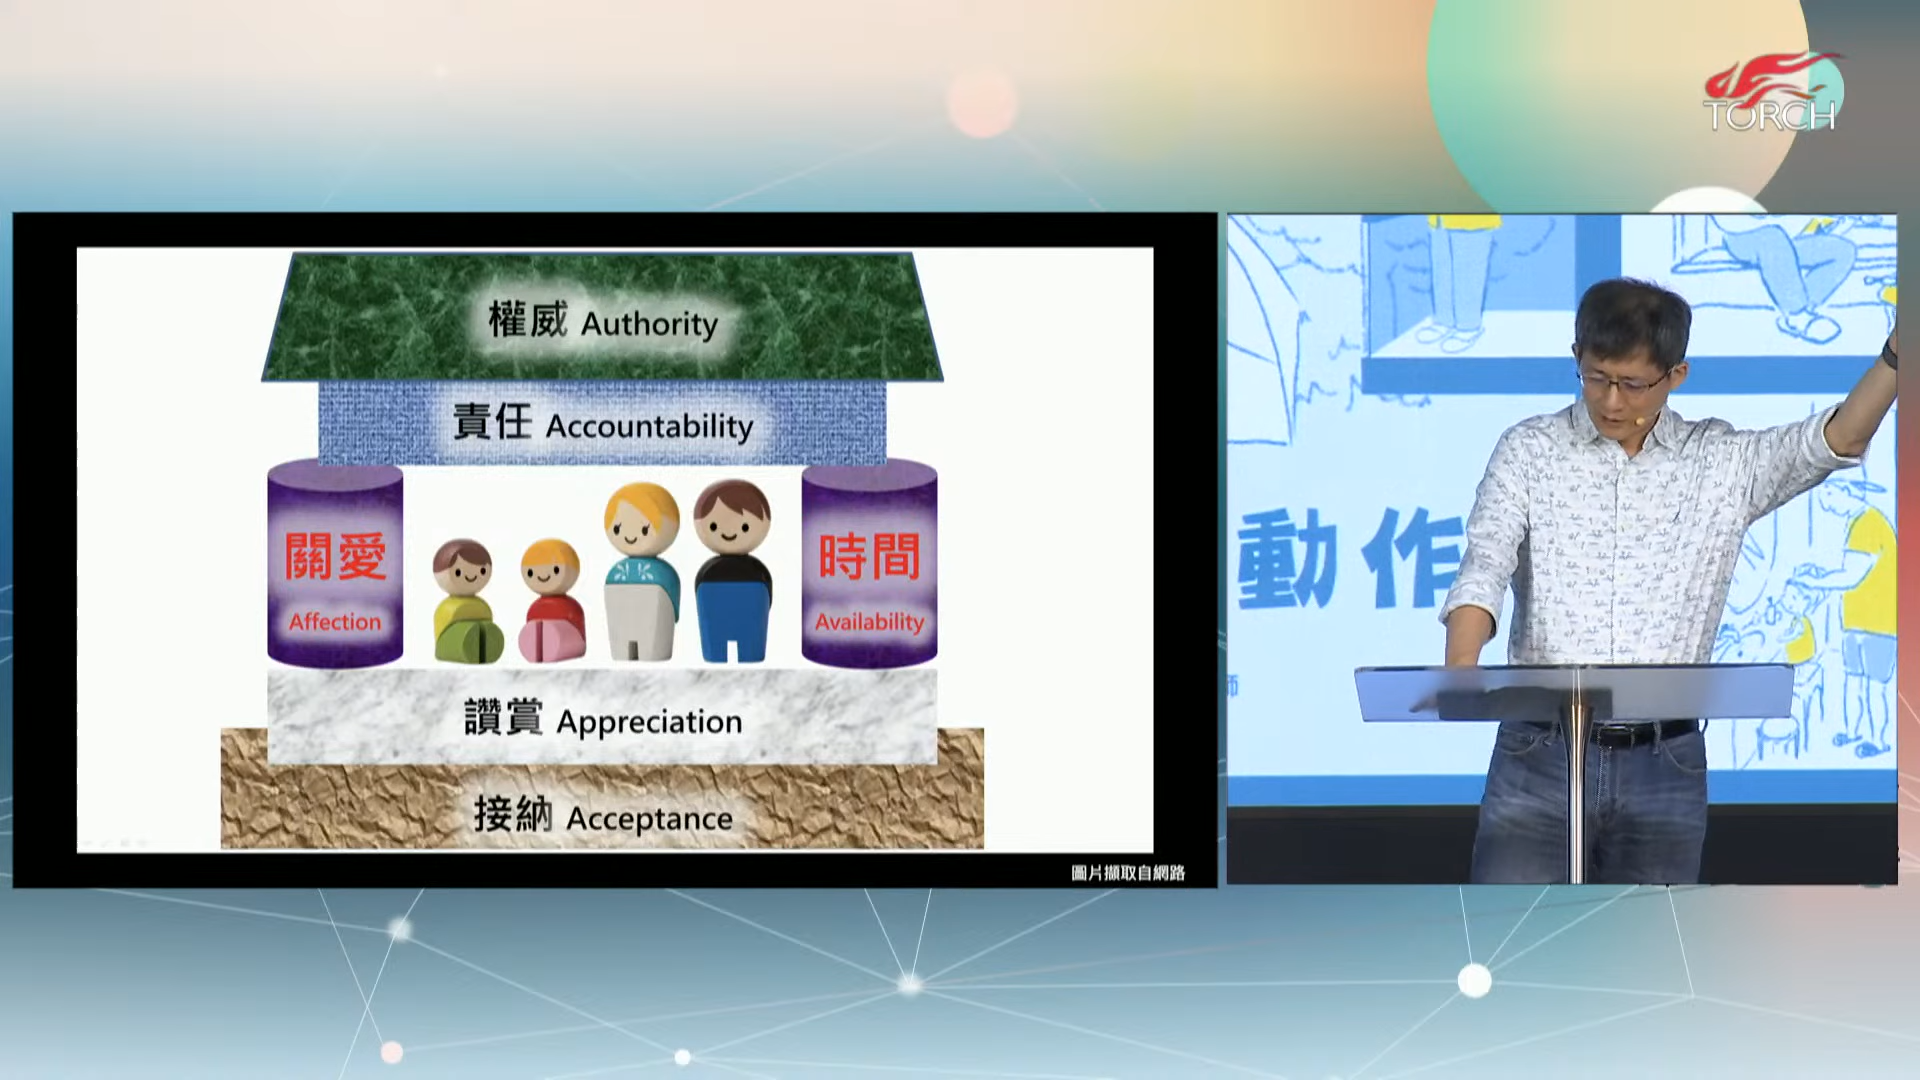 TORCH
權威 Authority
責任 Accountability
關愛
Affection
時間
Availability
讚賞 Appreciation
接納 Acceptance
圖片擷取自網路
動作
師